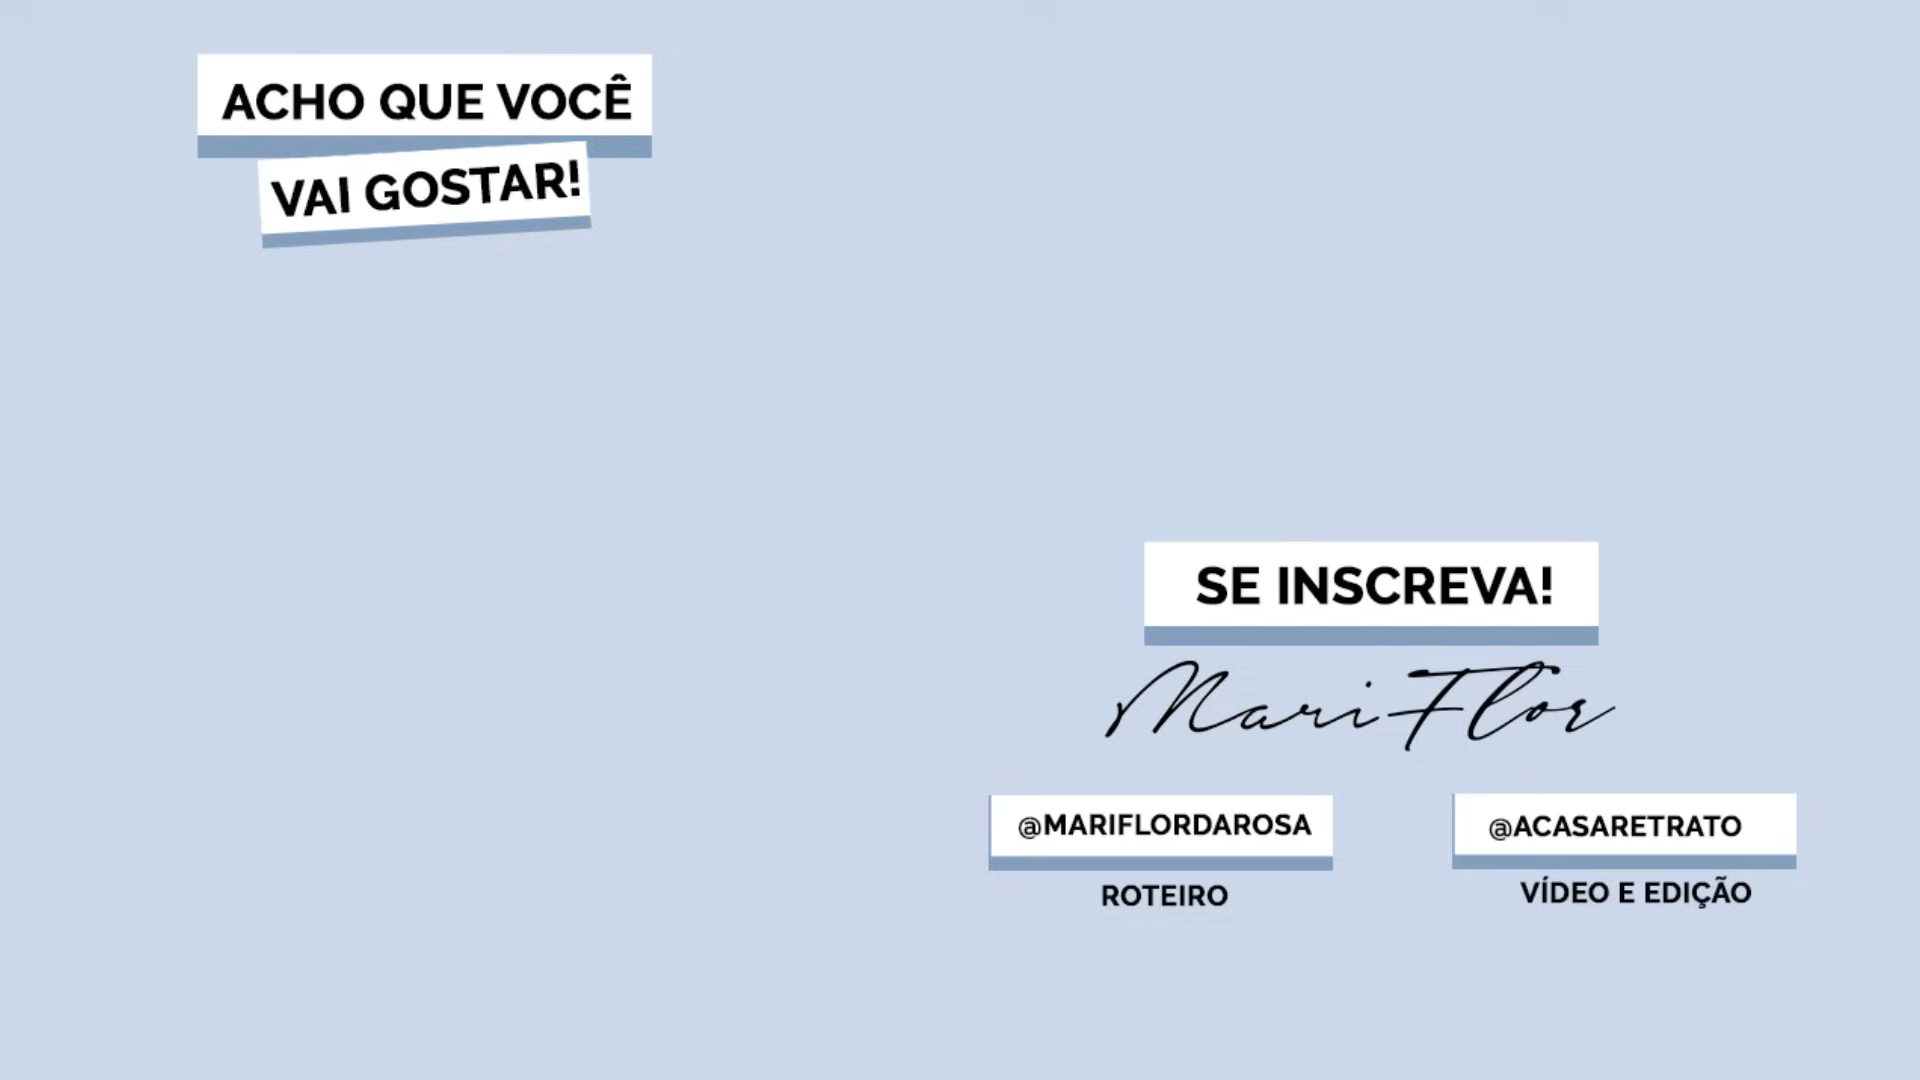 ACHO QUE VOCÊ
VAI GOSTAR!
SE INSCREVA!
MariFlor
@MARIFLORDAROSA
ROTEIRO
@ACASARETRATO
VÍDEO E EDIÇÃO